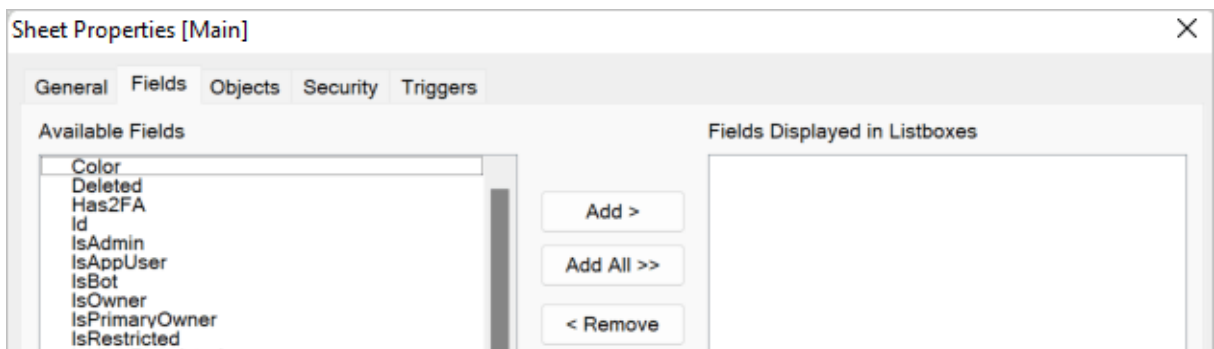 Sheet Properties [Main]
General Fields Objects Security Triggers
Available Fields
Fields Displayed in Listboxes
Color
Deleted
Has2FA
Id
IsAdmin
IsAppUser
IsBot
IsOwner
IsPrimaryOwner
IsRestricted
Add >
Add All >>
< Remove